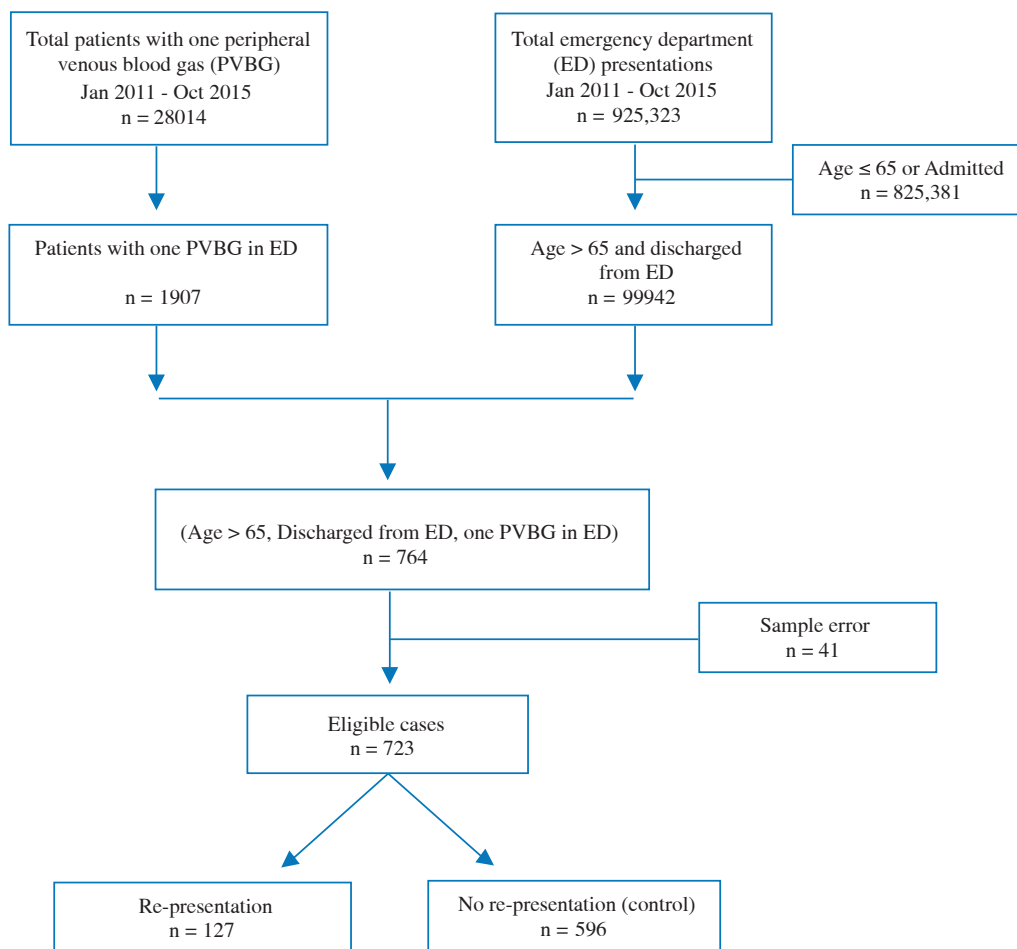 Total patients with one peripheral
venous blood gas (PVBG)
Jan 2011 - Oct 2015
n = 28014
Total emergency department
(ED) presentations
Jan 2011 - Oct 2015
n = 925,323
Age ≤ 65 or Admitted
n = 825,381
Patients with one PVBG in ED
n = 1907
Age > 65 and discharged
from ED
n = 99942
(Age > 65, Discharged from ED, one PVBG in ED)
n = 764
Sample error
n = 41
Eligible cases
n = 723
Re-presentation
n = 127
No re-presentation (control)
n = 596